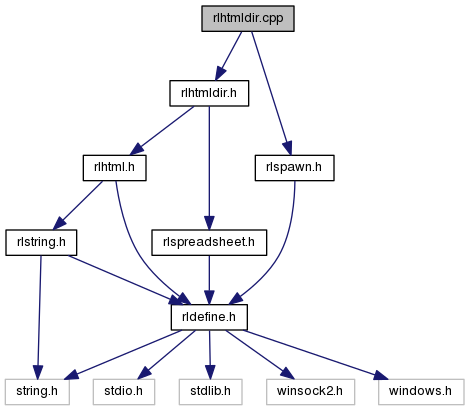 rlhtmldir.cpp
rlhtmldir.h
rlhtml.h
rlspawn.h
rlstring.h
rlspreadsheet.h
rldefine.h
string.h
stdio.h
stdlib.h
winsock2.h
windows.h